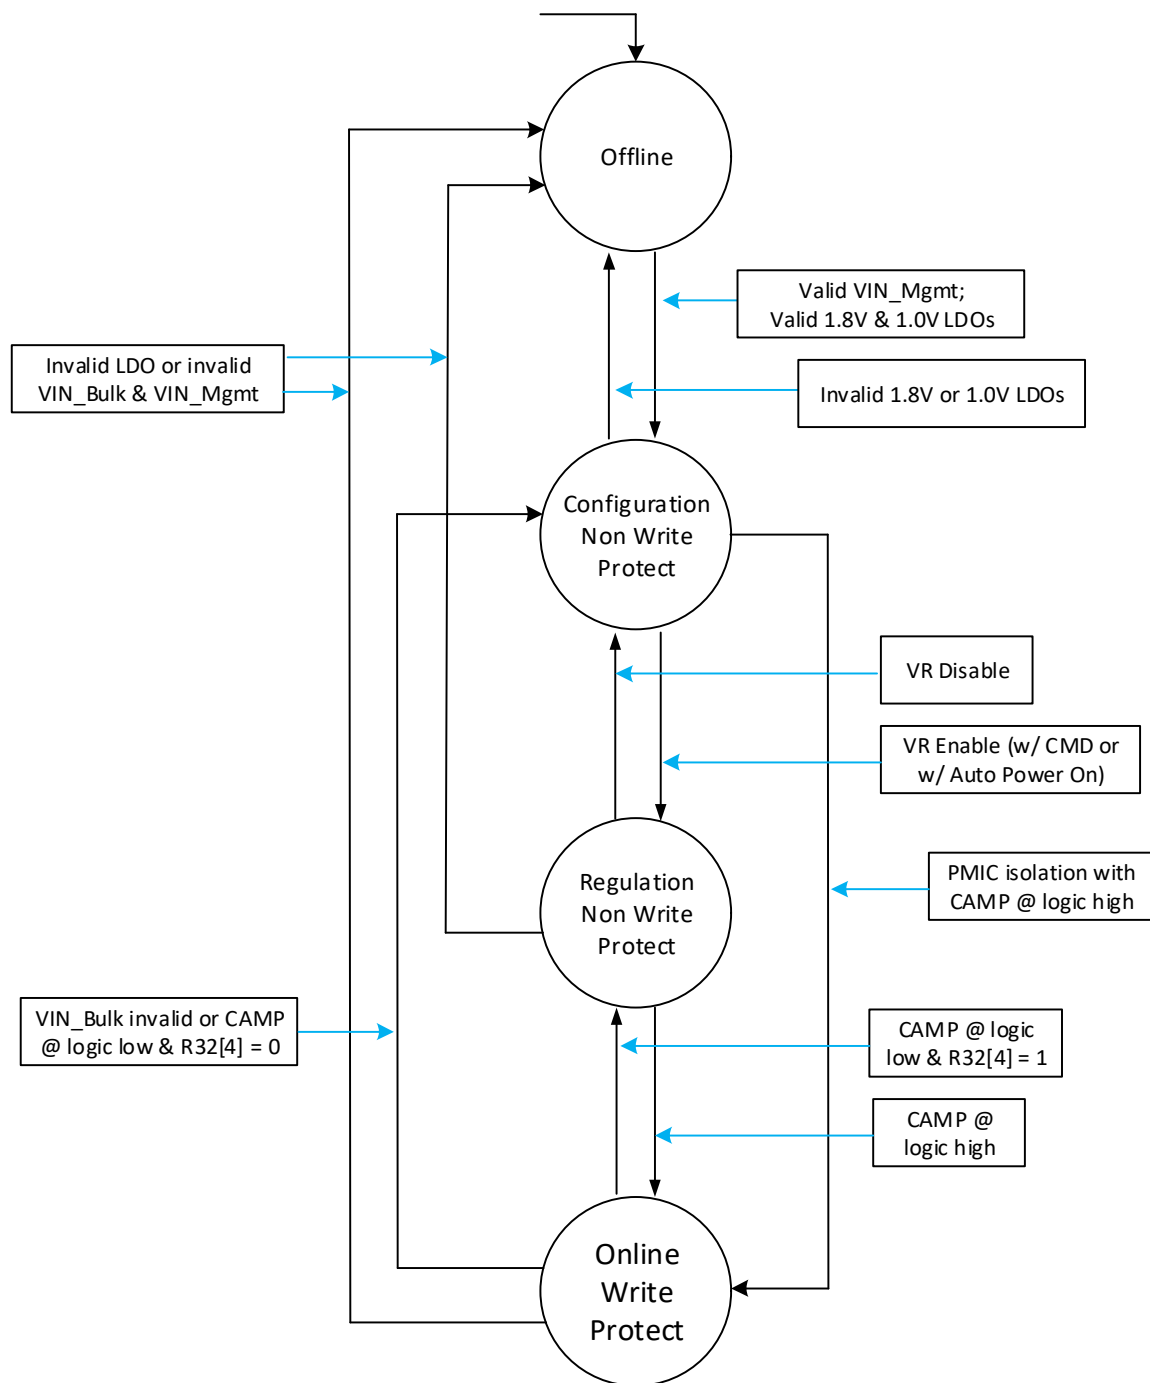 Offline
Valid VIN_Mgmt;
Valid 1.8V & 1.0V LDOs
Invalid LDO or invalid
VIN_Bulk & VIN_Mgmt
Invalid 1.8V or 1.0V LDOs
Configuration
Non Write
Protect
VR Disable
VR Enable (w/ CMD or
w/ Auto Power On)
Regulation
Non Write
Protect
PMIC isolation with
CAMP @ logic high
VIN_Bulk invalid or CAMP
@ logic low & R32[4] = 0
CAMP @ logic
low & R32[4] = 1
CAMP @
logic high
Online
Write
Protect